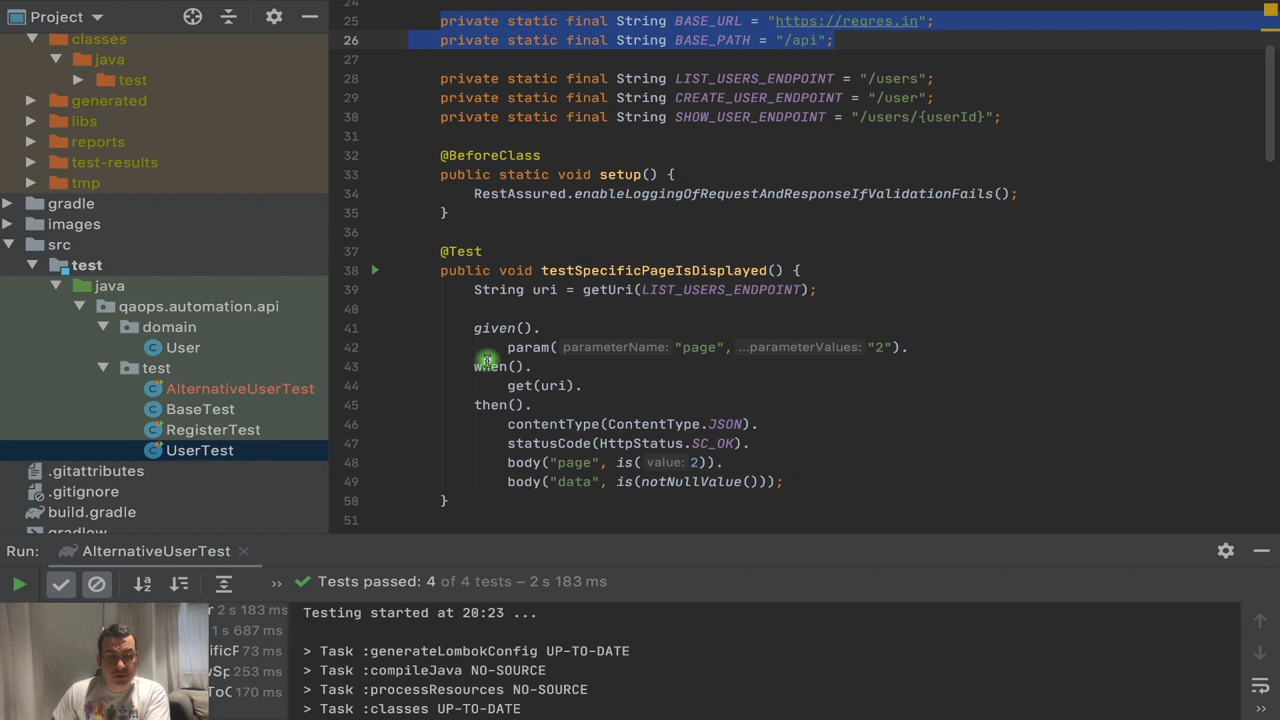 Project
classes
java
test
generated
libs
reports
test-results
tmp
gradle
images
src
test
java
qaops.automation.api
domain
User
test
AlternativeUserTest
BaseTest
RegisterTest
UserTest
.gitattributes
.gitignore
build.gradle
gradlew
24
25 private static final String BASE_URL = "https://reqres.in";
26 private static final String BASE_PATH = "/api";
27
28 private static final String LIST_USERS_ENDPOINT = "/users";
29 private static final String CREATE_USER_ENDPOINT = "/user";
30 private static final String SHOW_USER_ENDPOINT = "/users/{userId}";
31
32 @BeforeClass
33 public static void setup() {
34 RestAssured.enableLoggingOfRequestAndResponseIfValidationFails();
35 }
36
37 @Test
38 public void testSpecificPageIsDisplayed() {
39 String uri = getUri(LIST_USERS_ENDPOINT);
40
41 given().
42 param( parameterName: "page", ...parameterValues: "2").
43 when().
44 get(uri).
45 then().
46 contentType(ContentType.JSON).
47 statusCode(HttpStatus.SC_OK).
48 body("page", is( value: 2)).
49 body("data", is(notNullValue()));
50 }
51
Run: AlternativeUserTest
>> Tests passed: 4 of 4 tests – 2 s 183 ms
r 2 s 183 ms
1 s 687 ms
ificF 73 ms
wSp 253 ms
ToC 170 ms
Testing started at 20:23 ...
> Task :generateLombokConfig UP-TO-DATE
> Task :compileJava NO-SOURCE
> Task :processResources NO-SOURCE
> Task :classes UP-TO-DATE
>>